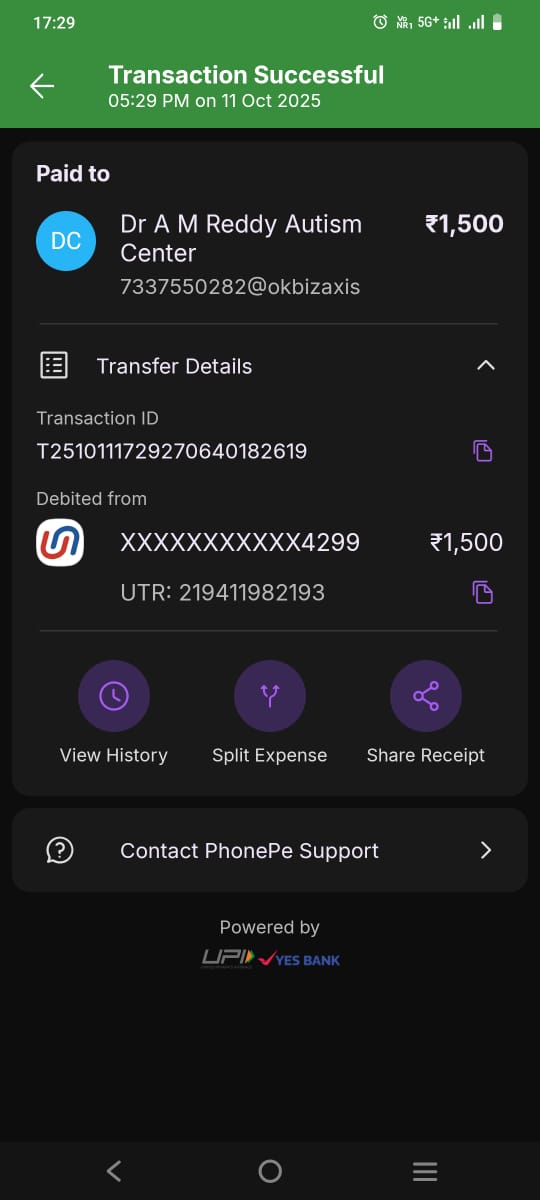 17:29
Vo
NR1
5G+
Transaction Successful
05:29 PM on 11 Oct 2025
Paid to
DC
Dr A M Reddy Autism
Center
₹1,500
7337550282@okbizaxis
Transfer Details
Transaction ID
T2510111729270640182619
Debited from
XXXXXXXXXXX4299
₹1,500
UTR: 219411982193
View History
Split Expense
Share Receipt
Contact PhonePe Support
Powered by
UPI
YES BANK